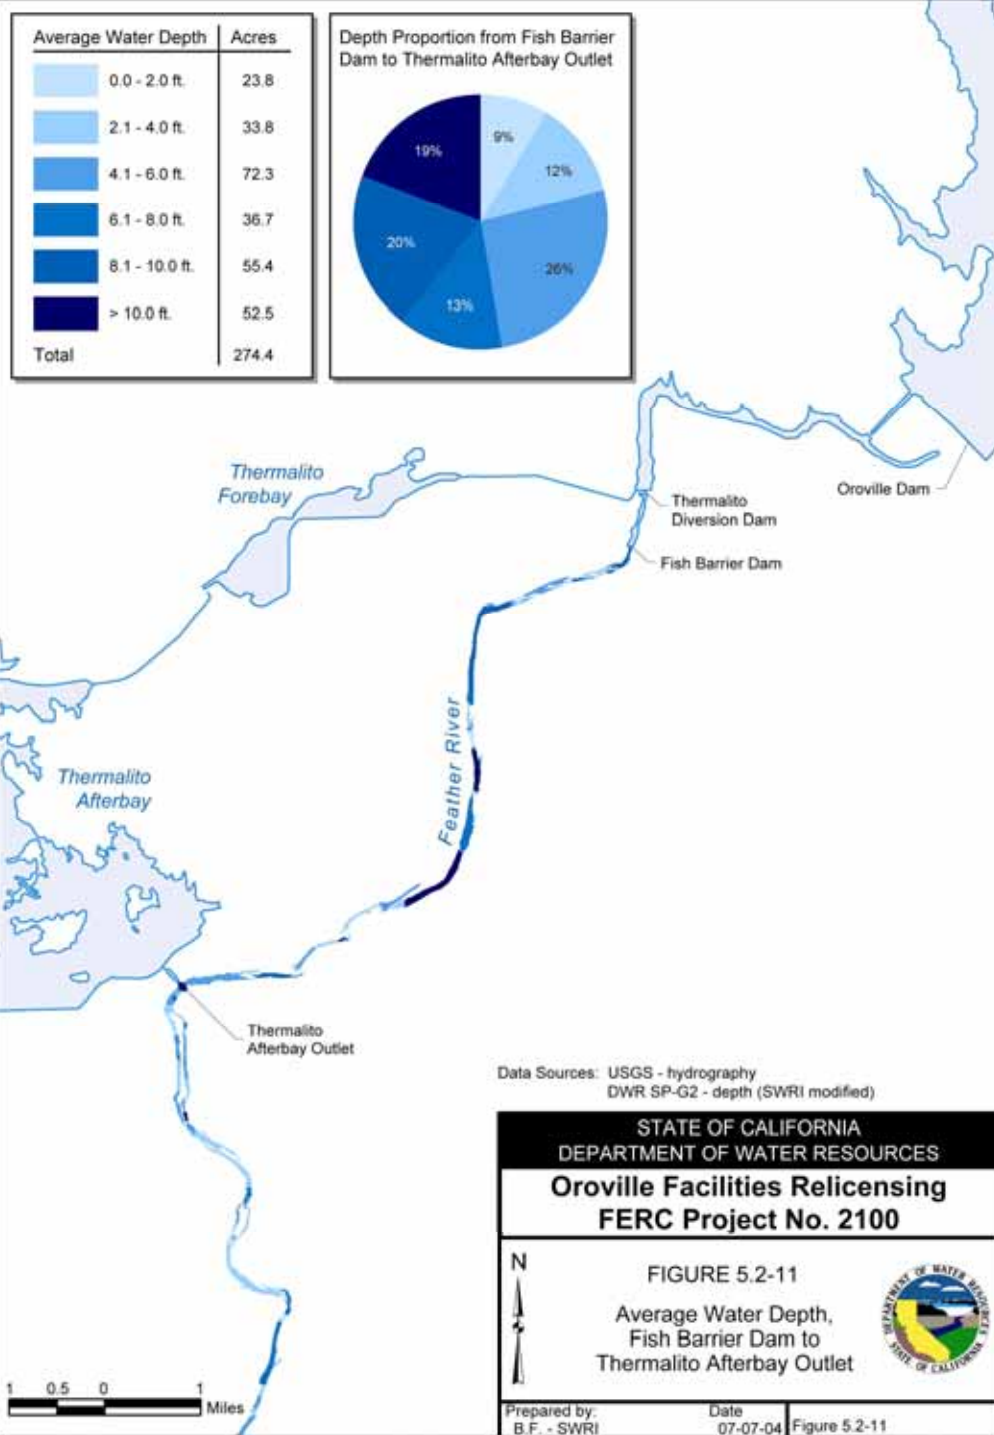 Average Water Depth Acres
0.0 - 2.0 ft. 23.8
2.1 - 4.0 ft. 33.8
4.1 - 6.0 ft. 72.3
6.1 - 8.0 ft. 36.7
8.1 - 10.0 ft. 55.4
> 10.0 ft. 52.5
Total 274.4
Depth Proportion from Fish Barrier
Dam to Thermalito Afterbay Outlet
9%
12%
26%
13%
20%
19%
Thermalito
Forebay
Oroville Dam
Thermalito
Diversion Dam
Fish Barrier Dam
Feather River
Thermalito
Afterbay
Thermalito
Afterbay Outlet
Data Sources: USGS - hydrography
DWR SP-G2 - depth (SWRI modified)
STATE OF CALIFORNIA
DEPARTMENT OF WATER RESOURCES
Oroville Facilities Relicensing
FERC Project No. 2100
N
FIGURE 5.2-11
Average Water Depth,
Fish Barrier Dam to
Thermalito Afterbay Outlet
DEPARTMENT OF WATER RESOURCES
STATE OF CALIFORNIA
1 0.5 0 1
Miles
Prepared by:
B.F. - SWRI
Date
07-07-04
Figure 5.2-11